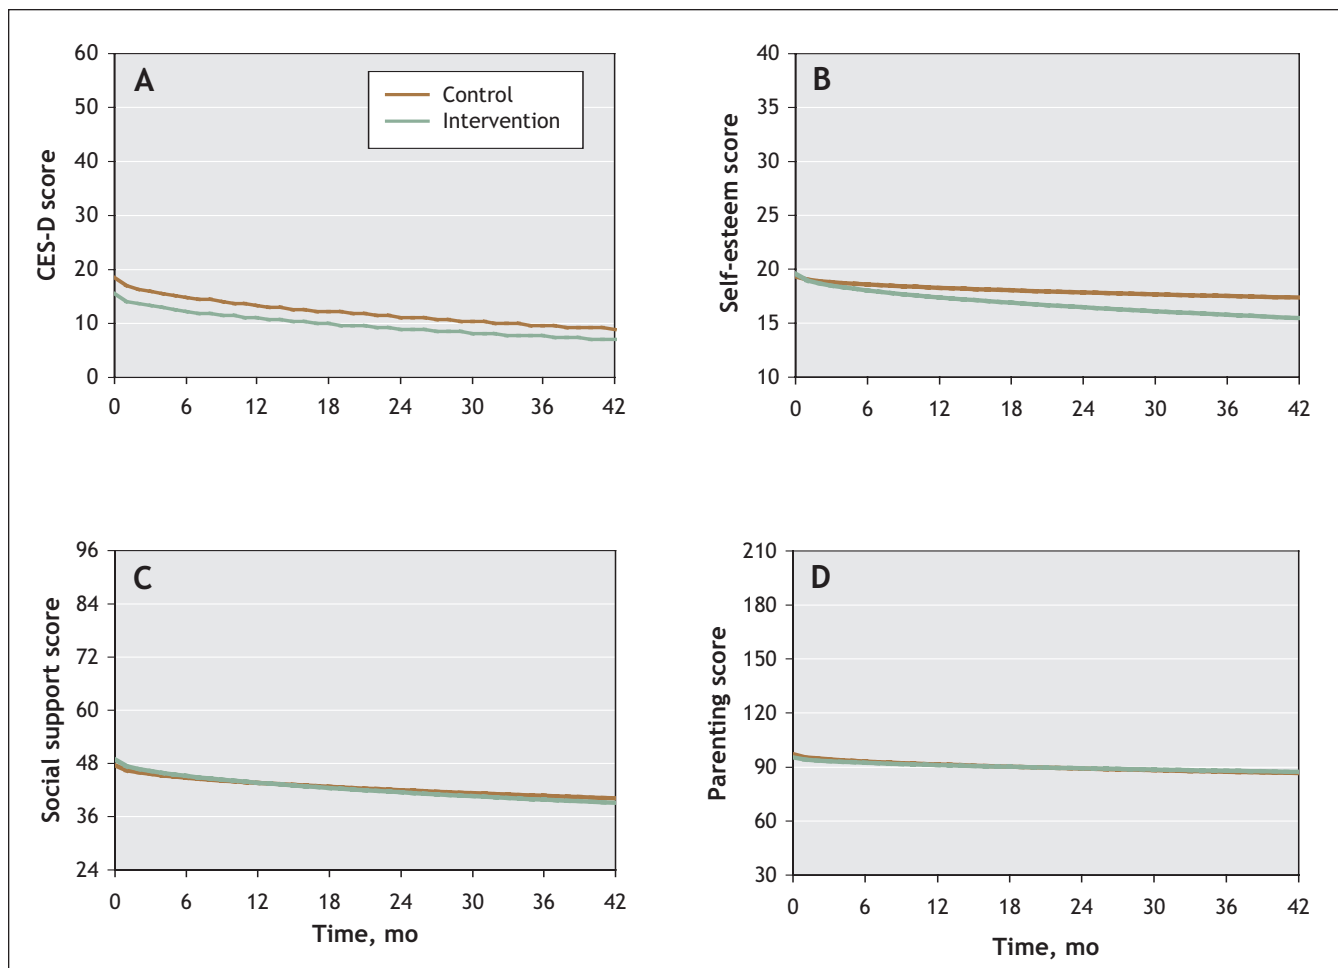 A
CES-D score
60
50
40
30
20
10
0
Control
Intervention
0 6 12 18 24 30 36 42
B
Self-esteem score
40
35
30
25
20
15
10
0 6 12 18 24 30 36 42
C
Social support score
96
84
72
60
48
36
24
0 6 12 18 24 30 36 42
Time, mo
D
Parenting score
210
180
150
120
90
60
30
0 6 12 18 24 30 36 42
Time, mo